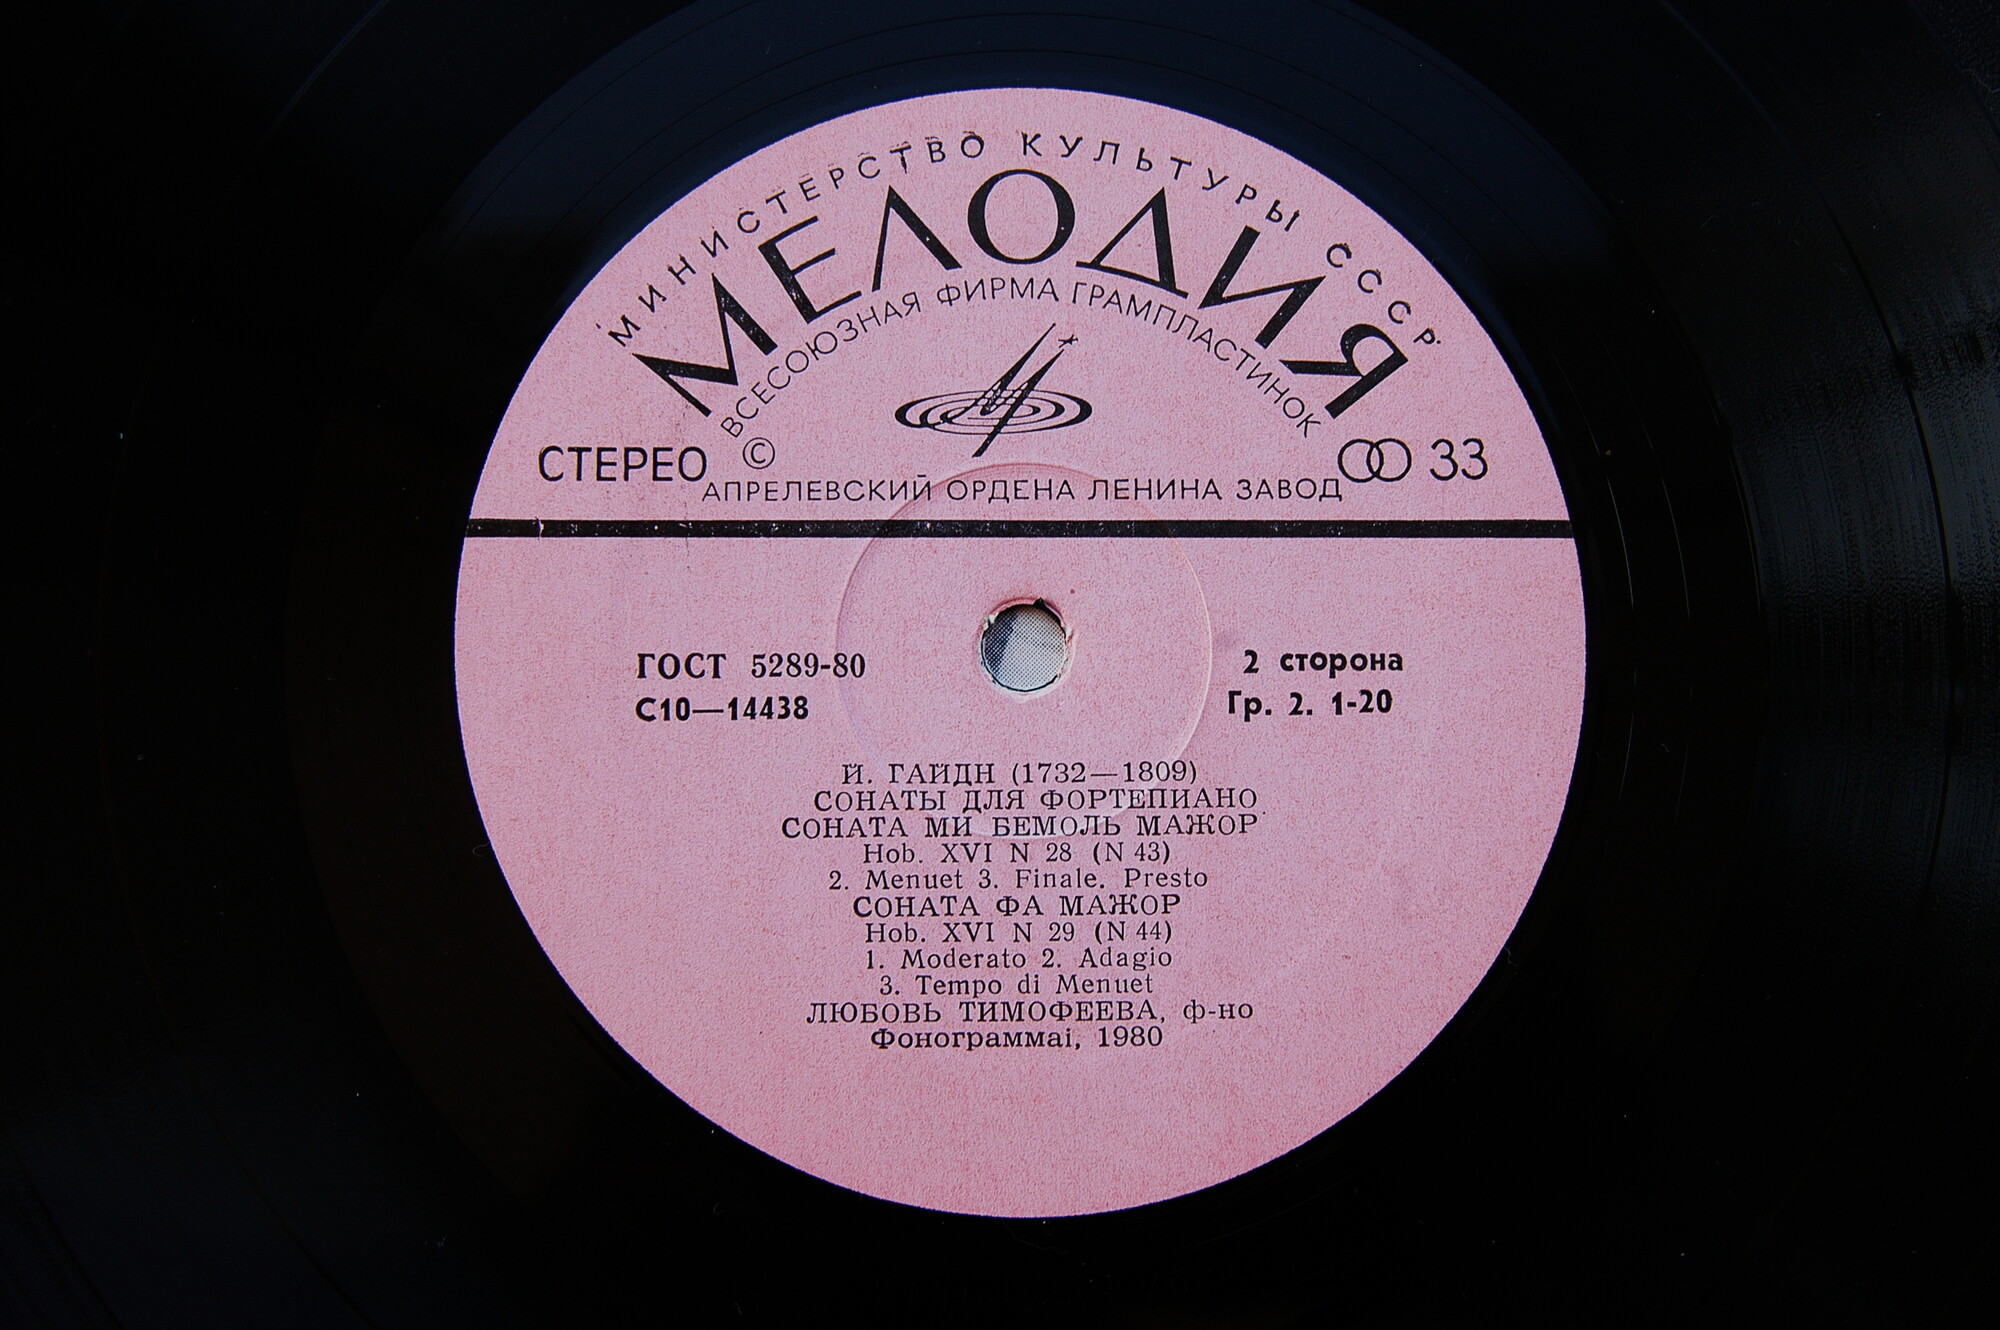 МИНИСТЕРСТВО КУЛЬТУРЫ СССР.
МЕЛОДИЯ
ВСЕСОЮЗНАЯ ФИРМА ГРАМПЛАСТИНОК
СТЕРЕО © 33
АПРЕЛЕВСКИЙ ОРДЕНА ЛЕНИНА ЗАВОД
ГОСТ 5289-80
С10—14438
2 сторона
Гр. 2. 1-20
Й. ГАЙДН (1732—1809)
СОНАТЫ ДЛЯ ФОРТЕПИАНО
СОНАТА МИ БЕМОЛЬ МАЖОР
Hob. XVI N 28 (N 43)
2. Menuet 3. Finale. Presto
СОНАТА ФА МАЖОР
Hob. XVI N 29 (N 44)
1. Moderato 2. Adagio
3. Tempo di Menuet
ЛЮБОВЬ ТИМОФЕЕВА, ф-но
Фонограммаi, 1980